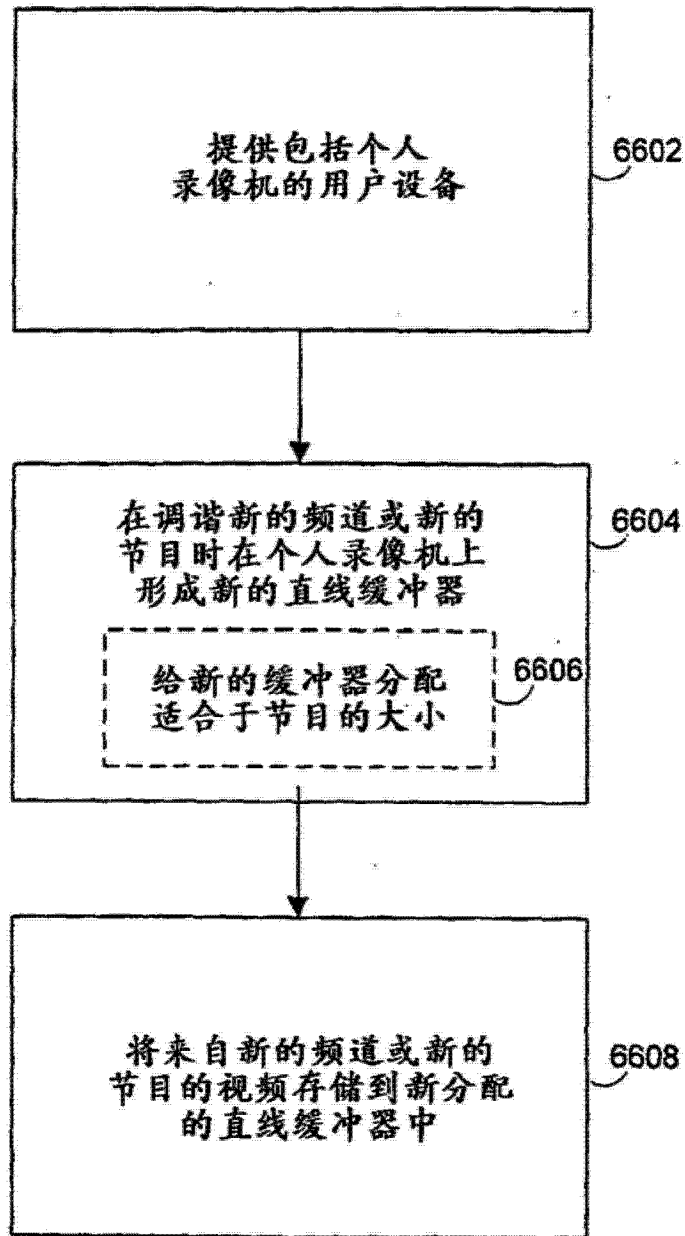 提供包括个人
录像机的用户设备
6602
在调谐新的频道或新的
节目时在个人录像机上
形成新的直线缓冲器
6604
给新的缓冲器分配
适合于节目的大小
6606
将来自新的频道或新的
节目的视频存储到新分配
的直线缓冲器中
6608